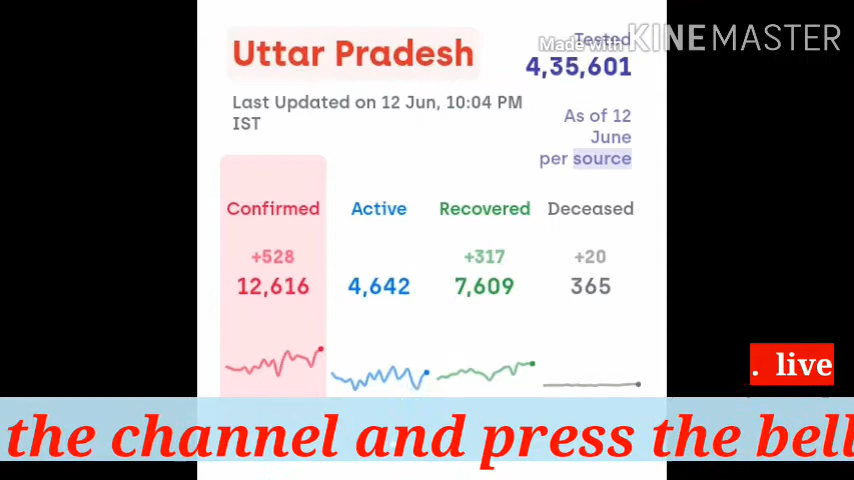 Uttar Pradesh
Tested
Made with KINEMASTER
4,35,601
Last Updated on 12 Jun, 10:04 PM
IST
As of 12
June
per source
Confirmed Active Recovered Deceased
+528 +317 +20
12,616 4,642 7,609 365
. live
the channel and press the bell